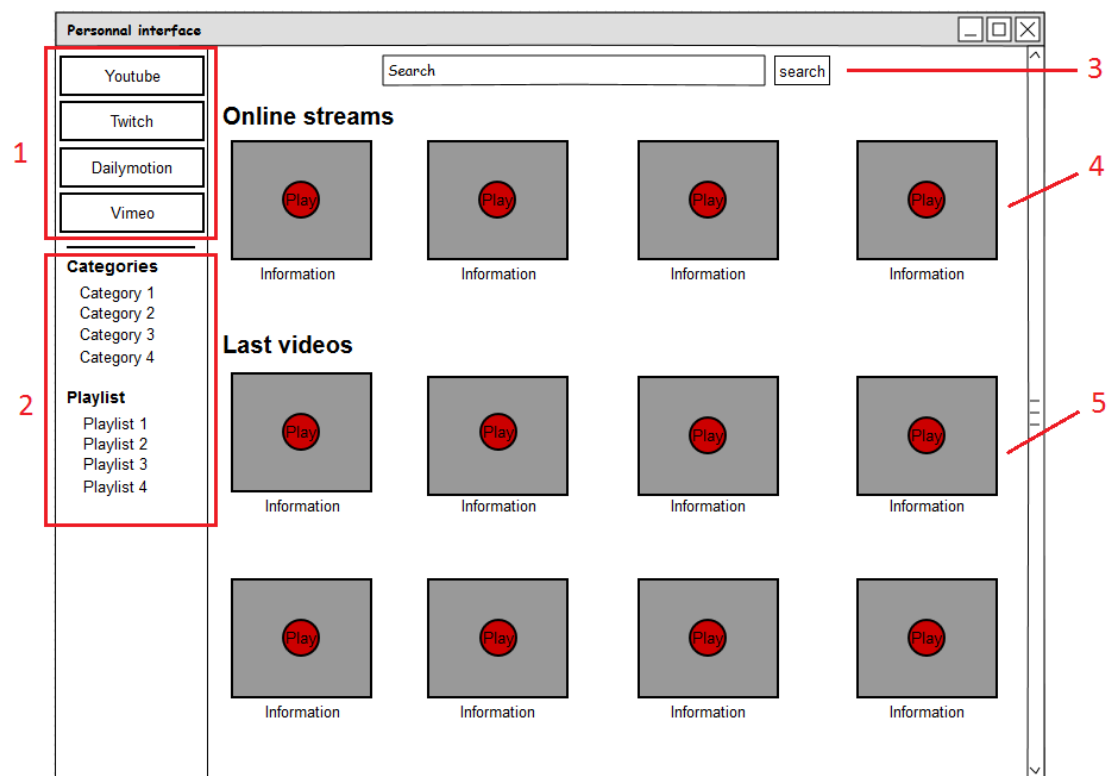 Personnal interface
Youtube
Twitch
Dailymotion
Vimeo
1
Categories
Category 1
Category 2
Category 3
Category 4
Playlist
Playlist 1
Playlist 2
Playlist 3
Playlist 4
2
Search search
3
Online streams
Play Play Play Play
4
Information Information Information Information
Last videos
Play Play Play Play
5
Information Information Information Information
Play Play Play Play
Information Information Information Information